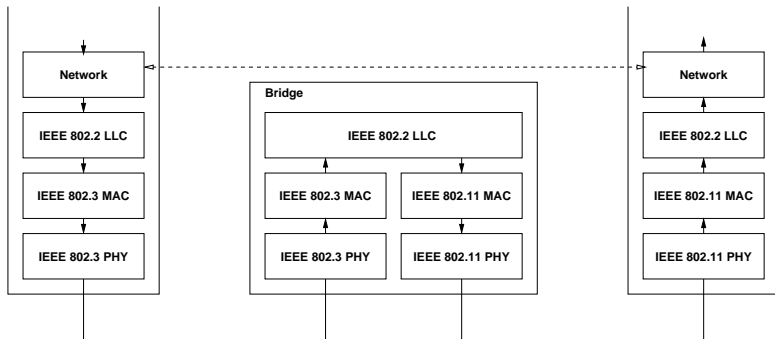 Network
IEEE 802.2 LLC
IEEE 802.3 MAC
IEEE 802.3 PHY
Bridge
IEEE 802.2 LLC
IEEE 802.3 MAC
IEEE 802.11 MAC
IEEE 802.3 PHY
IEEE 802.11 PHY
Network
IEEE 802.2 LLC
IEEE 802.11 MAC
IEEE 802.11 PHY